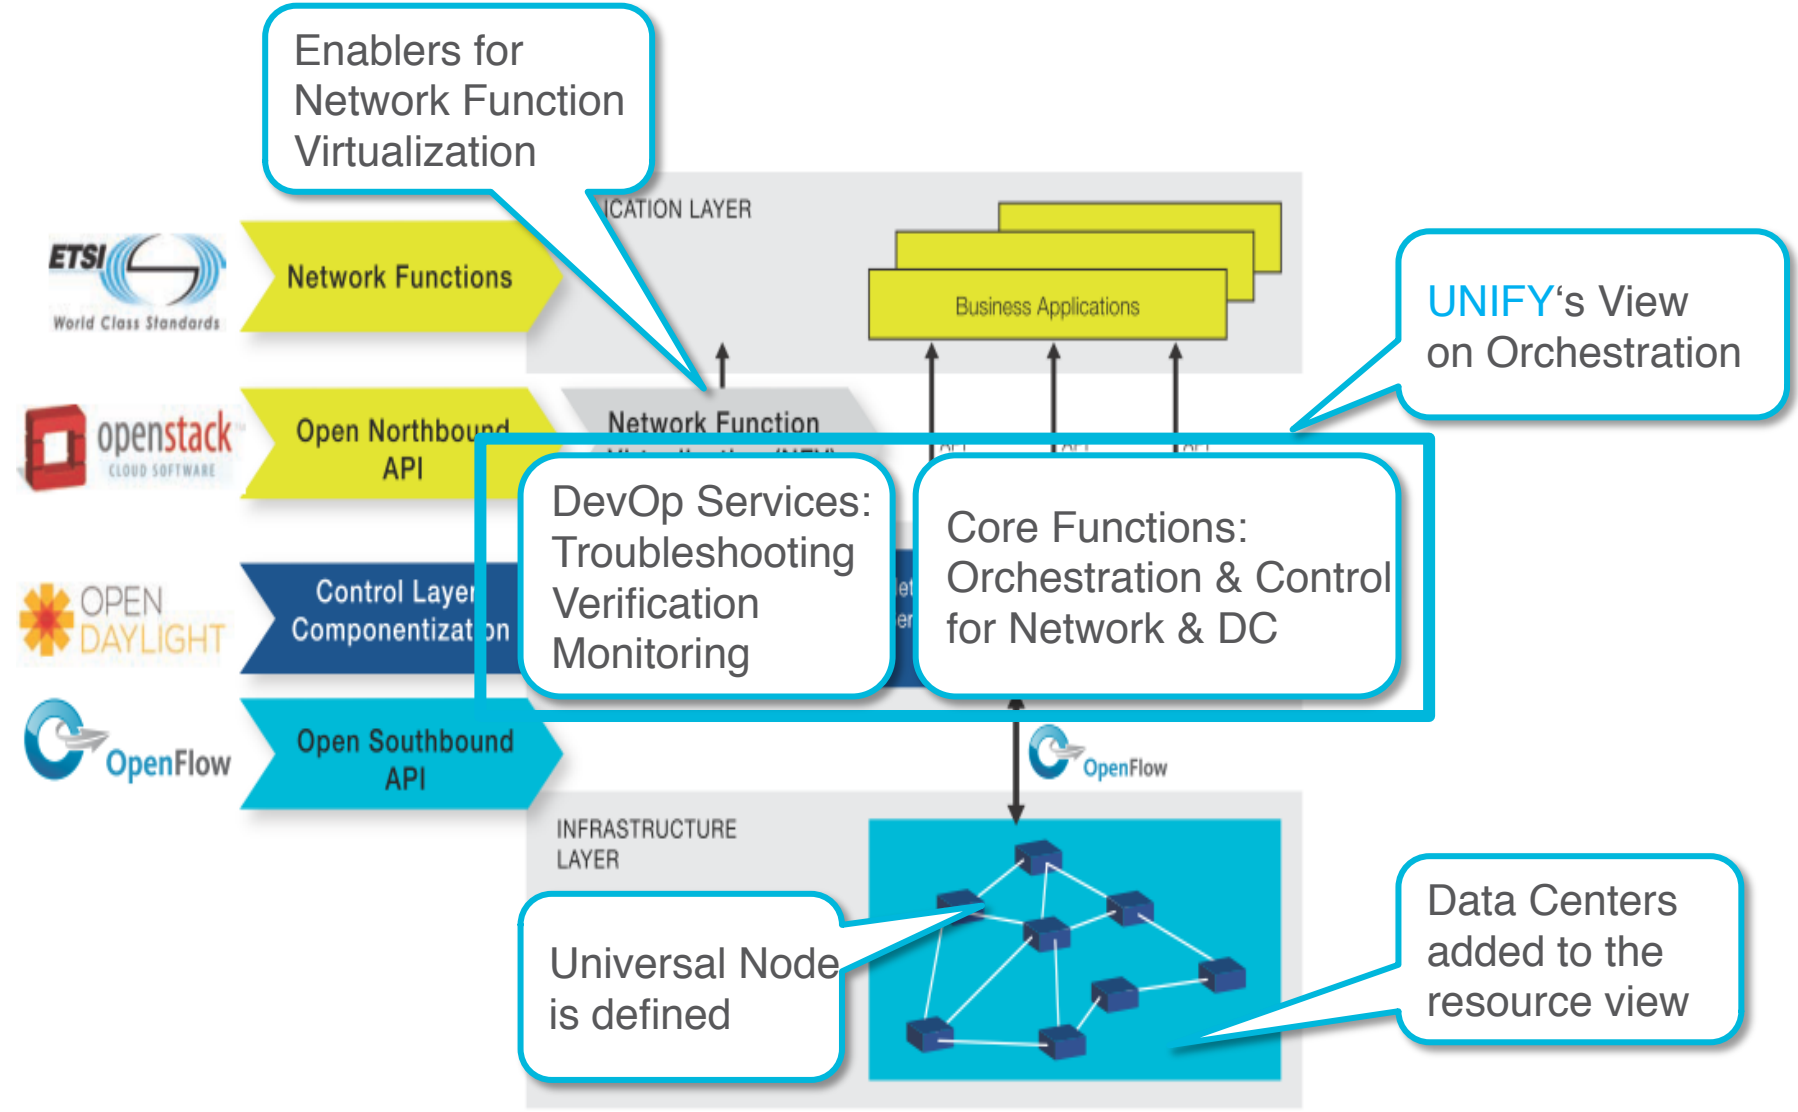 Enablers for
Network Function
Virtualization
ICATION LAYER
ETSI
World Class Standards
Network Functions
Business Applications
UNIFY‘s View
on Orchestration
openstack
CLOUD SOFTWARE
Open Northbound
API
Network Function
API
API
API
DevOp Services:
Troubleshooting
Verification
Monitoring
Core Functions:
Orchestration & Control
for Network & DC
OPEN
DAYLIGHT
Control Layer
Componentization
OpenFlow
Open Southbound
API
OpenFlow
INFRASTRUCTURE
LAYER
Universal Node
is defined
Data Centers
added to the
resource view